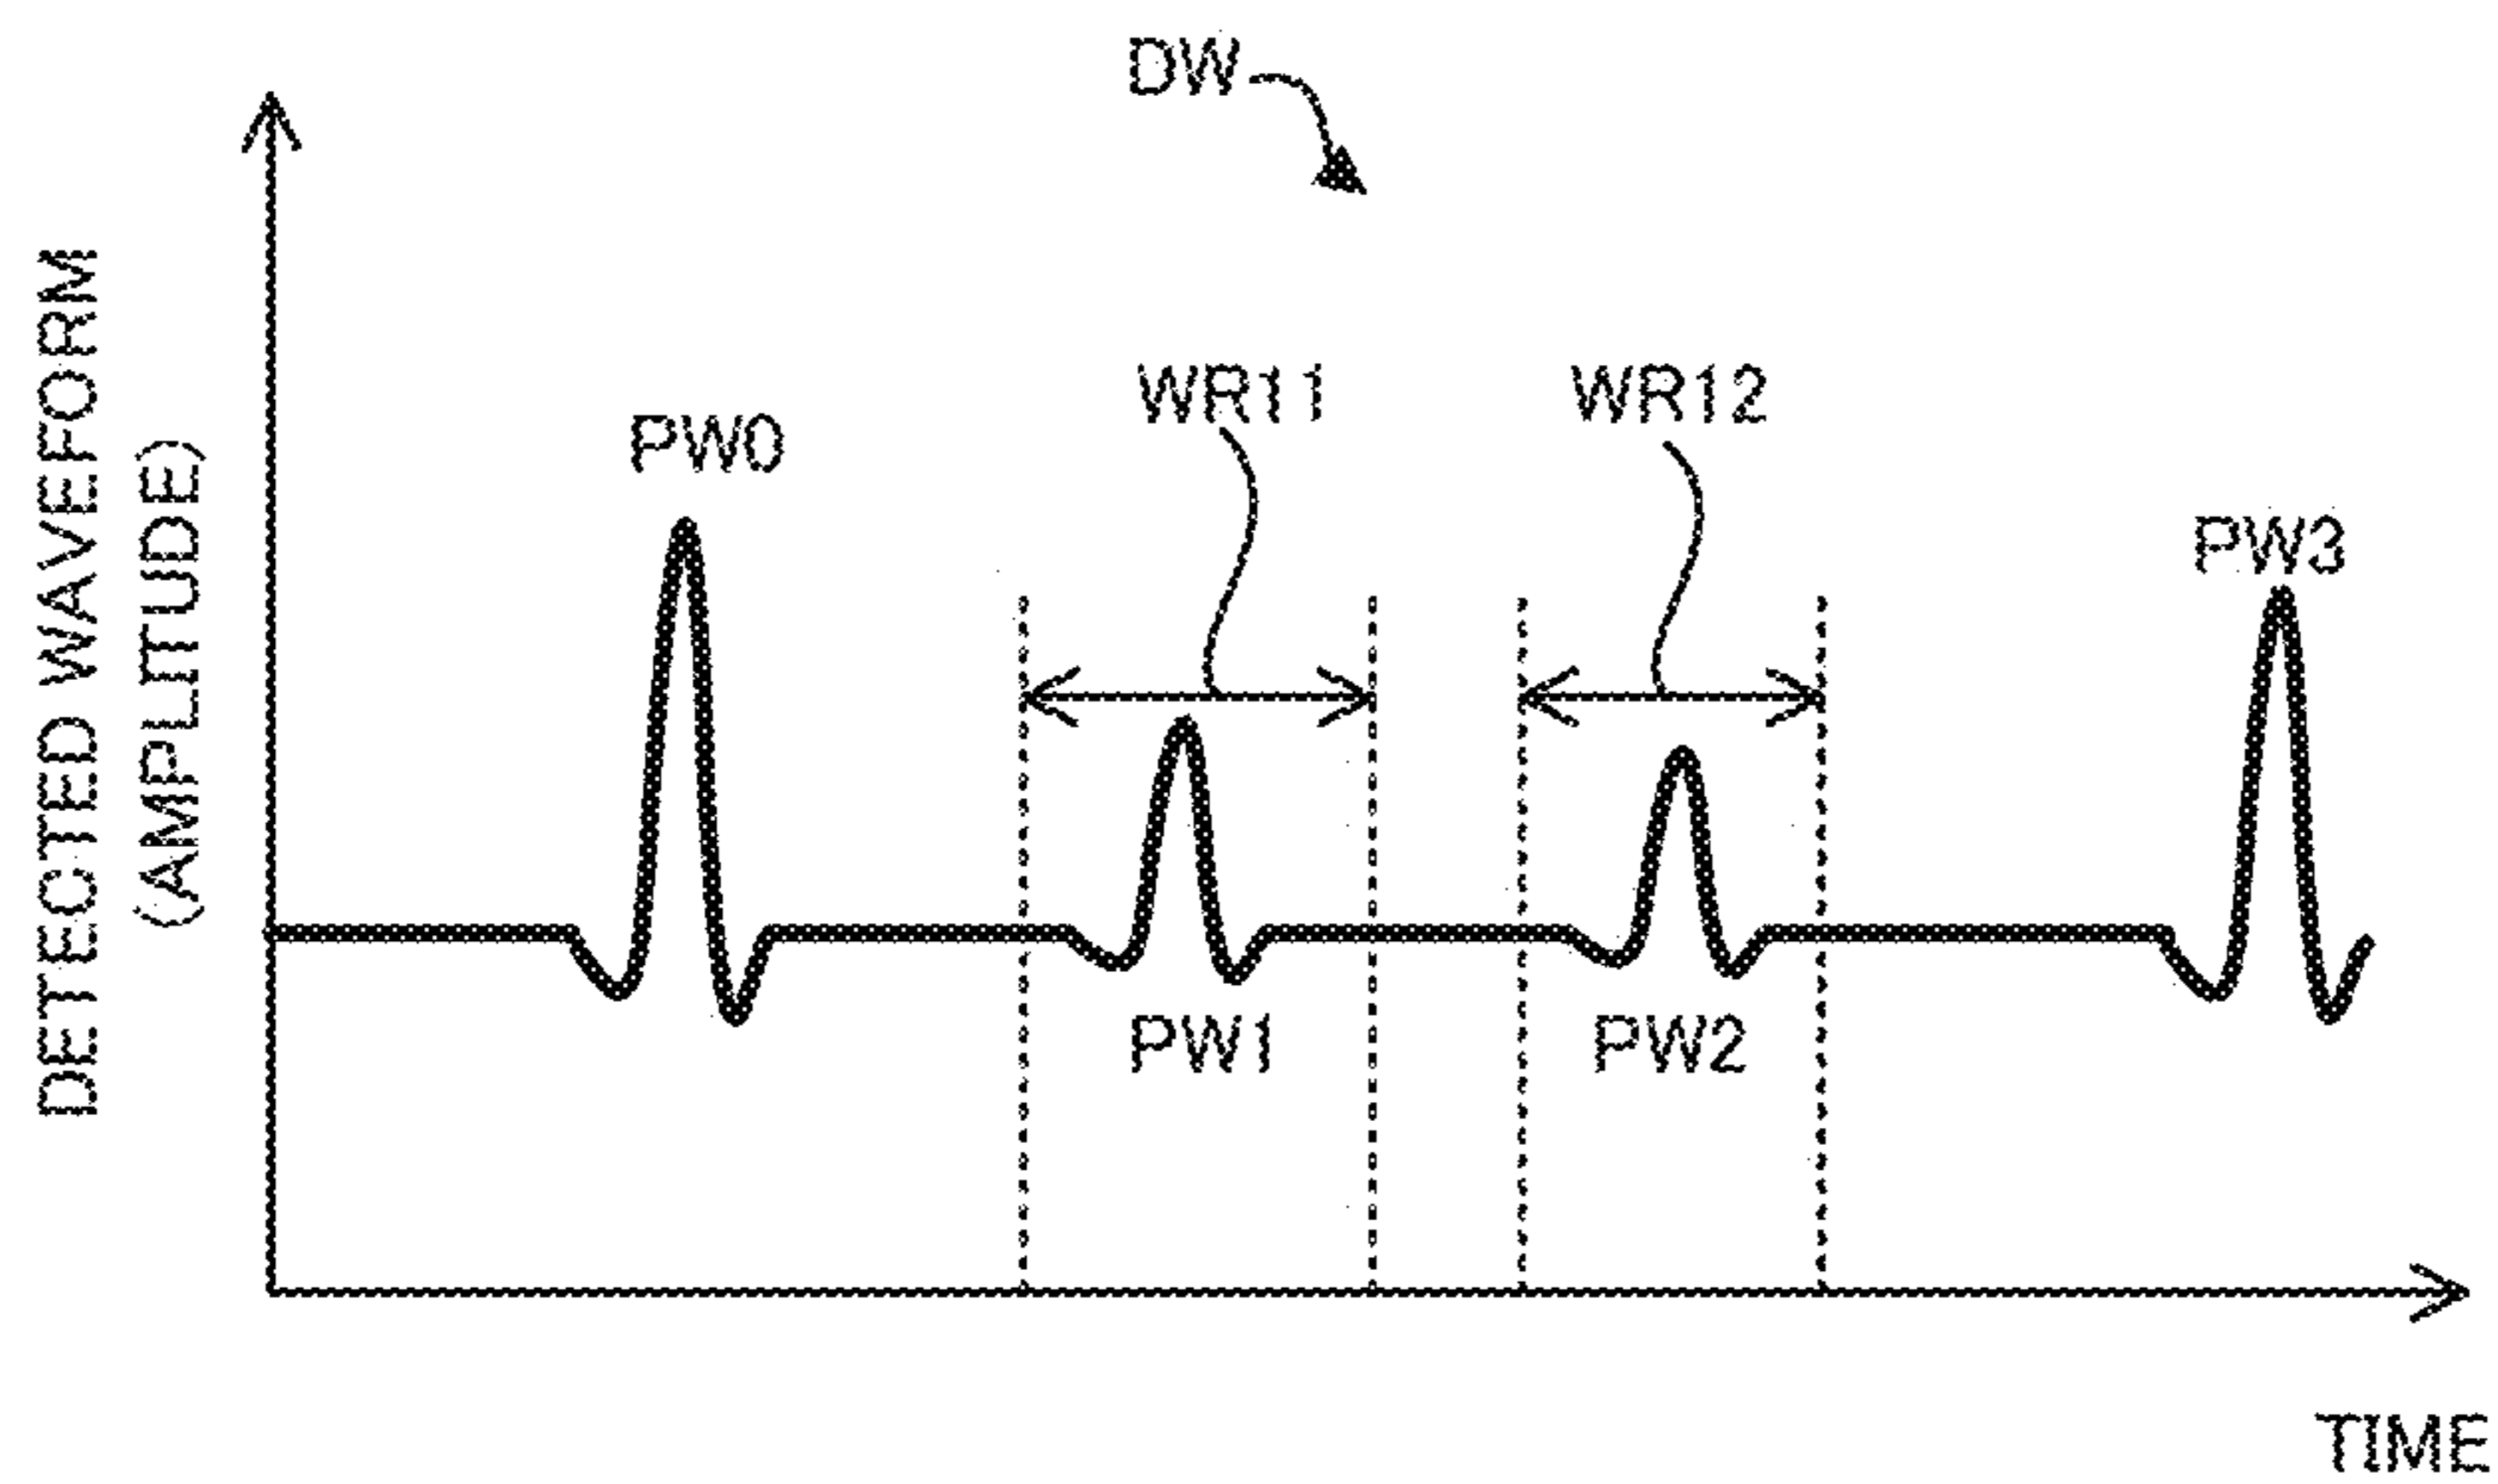 DW
DETECTED WAVEFORM
(AMPLITUDE)
PW0
WR11
WR12
PW3
PW1
PW2
TIME